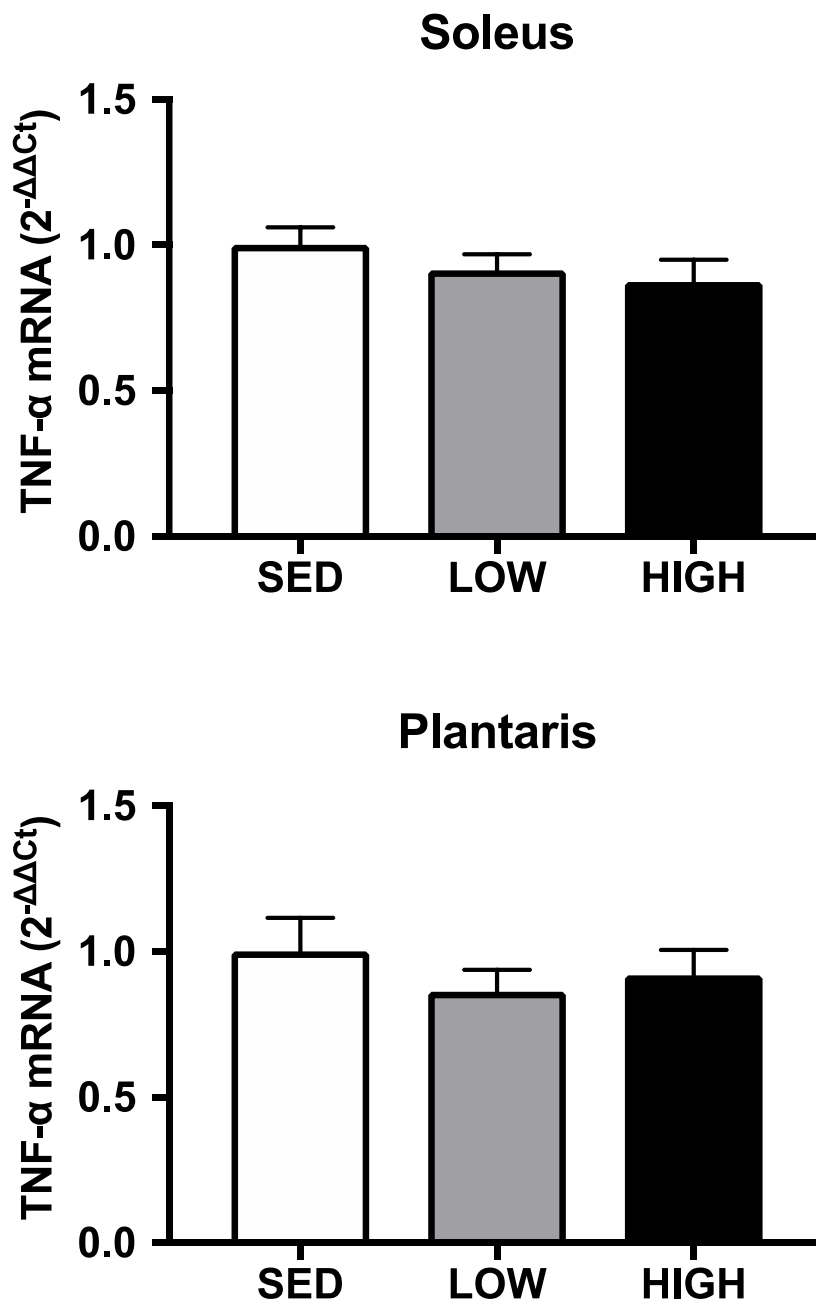 Soleus
TNF-α mRNA (2-ΔΔCt)
1.5
1.0
0.5
0.0
SED LOW HIGH
Plantaris
TNF-α mRNA (2-ΔΔCt)
1.5
1.0
0.5
0.0
SED LOW HIGH